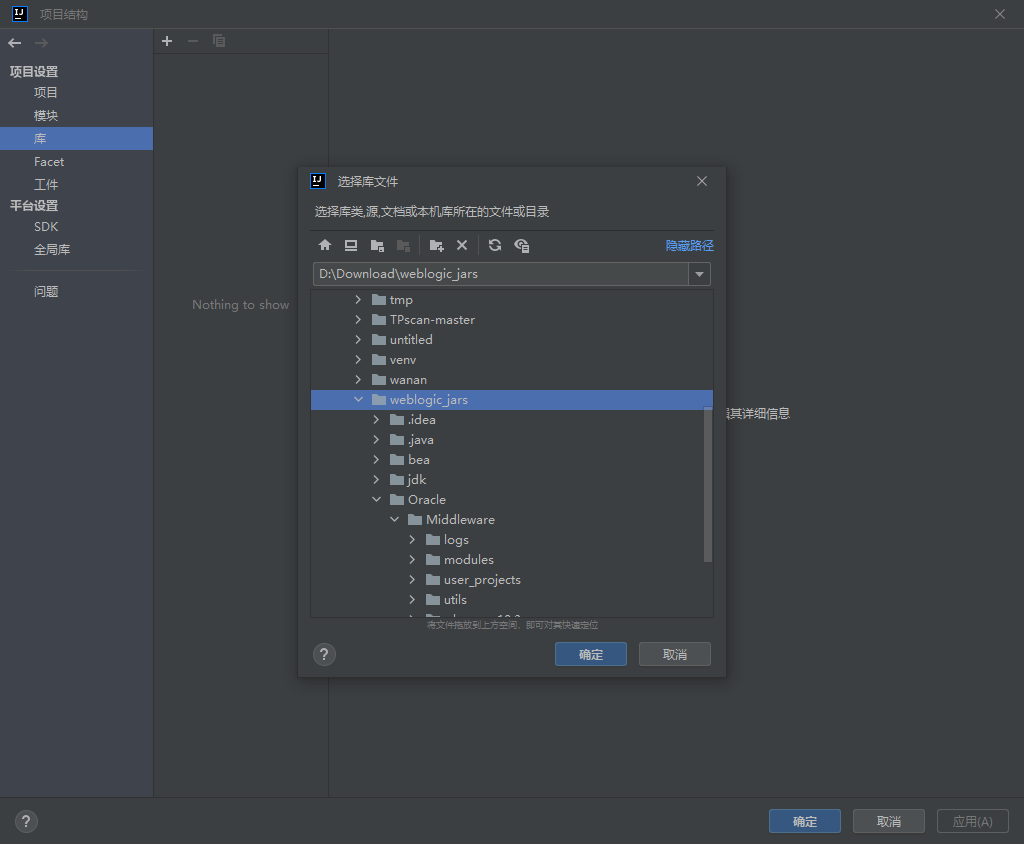 项目结构
项目设置
项目
模块
库
Facet
工件
平台设置
SDK
全局库
问题
Nothing to show
其详细信息
选择库文件
选择库类,源,文档或本机库所在的文件或目录
隐藏路径
D:\Download\weblogic_jars
tmp
TPscan-master
untitled
venv
wanan
weblogic_jars
.idea
.java
bea
jdk
Oracle
Middleware
logs
modules
user_projects
utils
将文件拖放到上方空间，即可对其快速定位
?
确定
取消
?
确定
取消
应用(A)